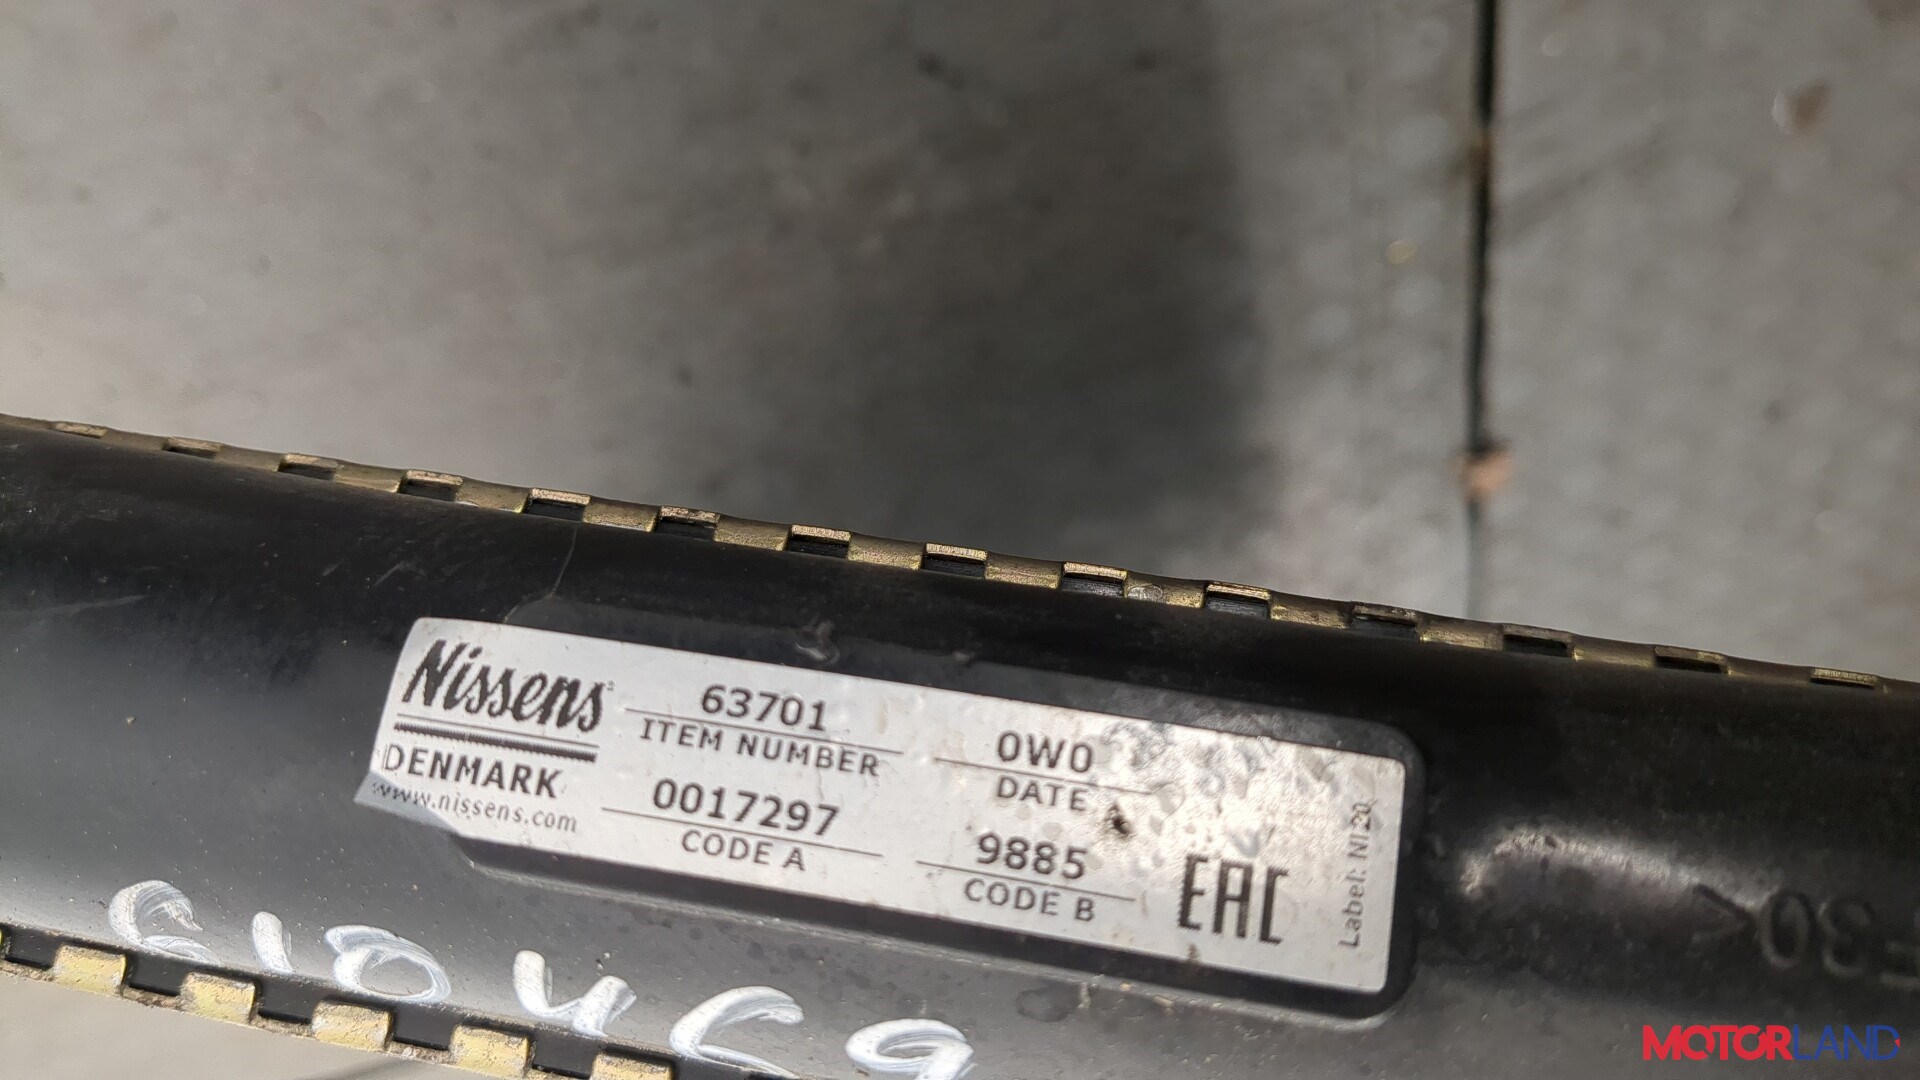 Nissens
DENMARK
www.nissens.com
63701
ITEM NUMBER
0017297
CODE A
0W0
DATE
9885
CODE B
EAC
Label: NI 20
F30<
MOTORLAND